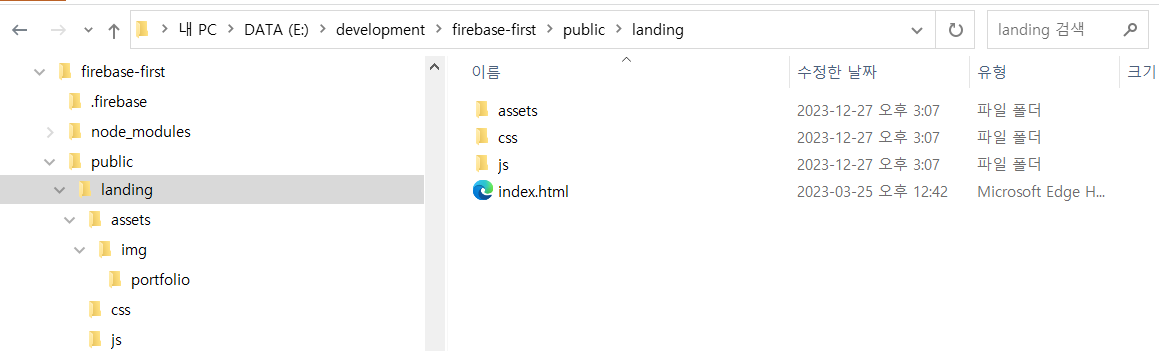 내 PC > DATA (E:) > development > firebase-first > public > landing
landing 검색
firebase-first
.firebase
node_modules
public
landing
assets
img
portfolio
css
js
이름 수정한 날짜 유형 크기
assets 2023-12-27 오후 3:07 파일 폴더
css 2023-12-27 오후 3:07 파일 폴더
js 2023-12-27 오후 3:07 파일 폴더
index.html 2023-03-25 오후 12:42 Microsoft Edge H...